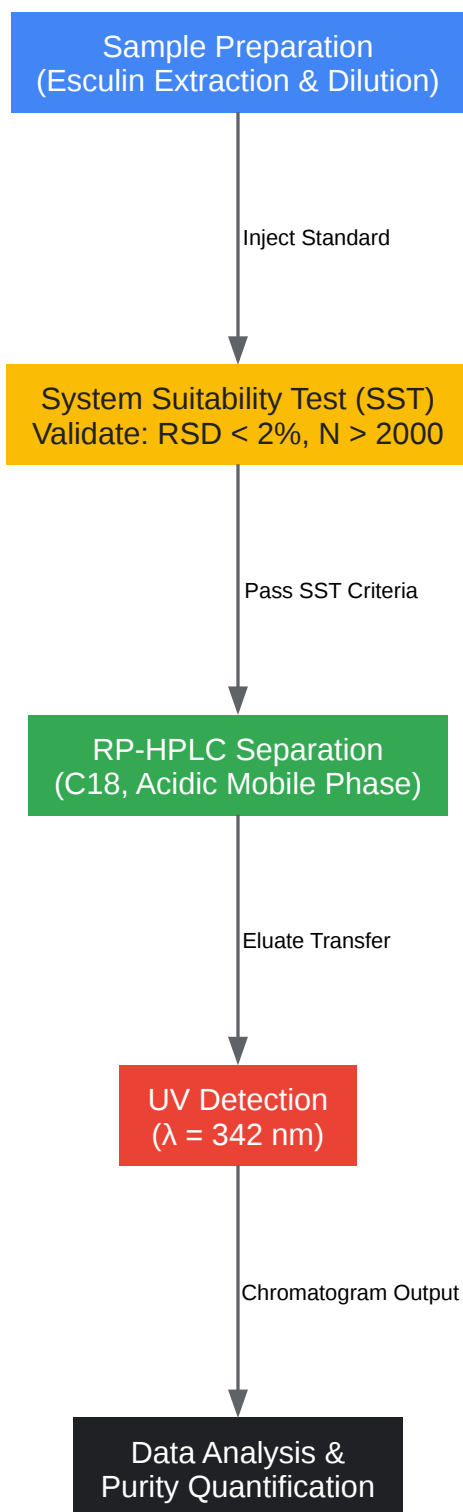 Sample Preparation
(Esculin Extraction & Dilution)
Inject Standard
System Suitability Test (SST)
Validate: RSD < 2%, N > 2000
Pass SST Criteria
RP-HPLC Separation
(C18, Acidic Mobile Phase)
Eluate Transfer
UV Detection
(λ = 342 nm)
Chromatogram Output
Data Analysis &
Purity Quantification